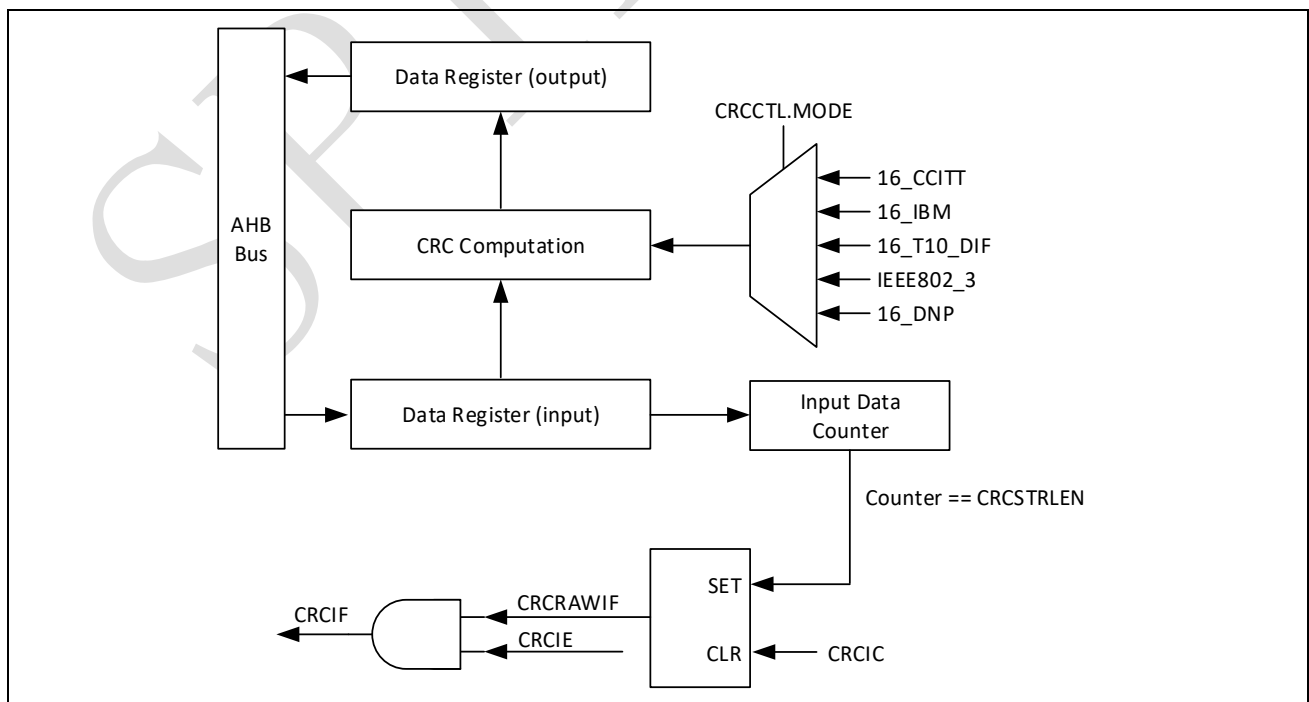 Data Register (output)
CRCCTL.MODE
16_CCITT
16_IBM
16_T10_DIF
IEEE802_3
16_DNP
AHB
Bus
CRC Computation
Data Register (input)
Input Data
Counter
Counter == CRCSTRLEN
SET
CLR
CRCIC
CRCRAWIF
CRCIE
CRCIF